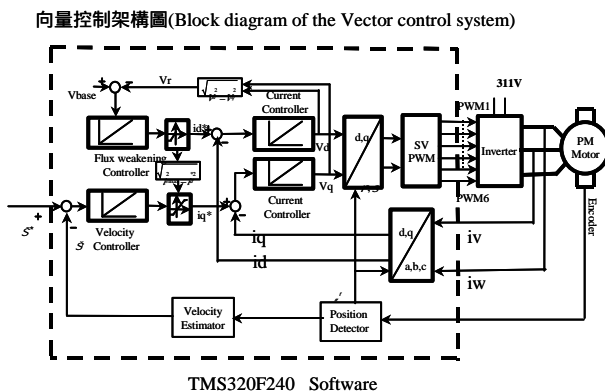 向量控制架構圖(Block diagram of the Vector control system)
311V
Vbase
Vr
Current
Controller
PWM1
id*
Vd
d,q
SV
PWM
Inverter
PM
Motor
Flux weakening
Controller
Vq
PWM6
Velocity
Controller
iq*
Current
Controller
Encoder
iq
id
d,q
a,b,c
iv
iw
Velocity
Estimator
Position
Detector
TMS320F240 Software